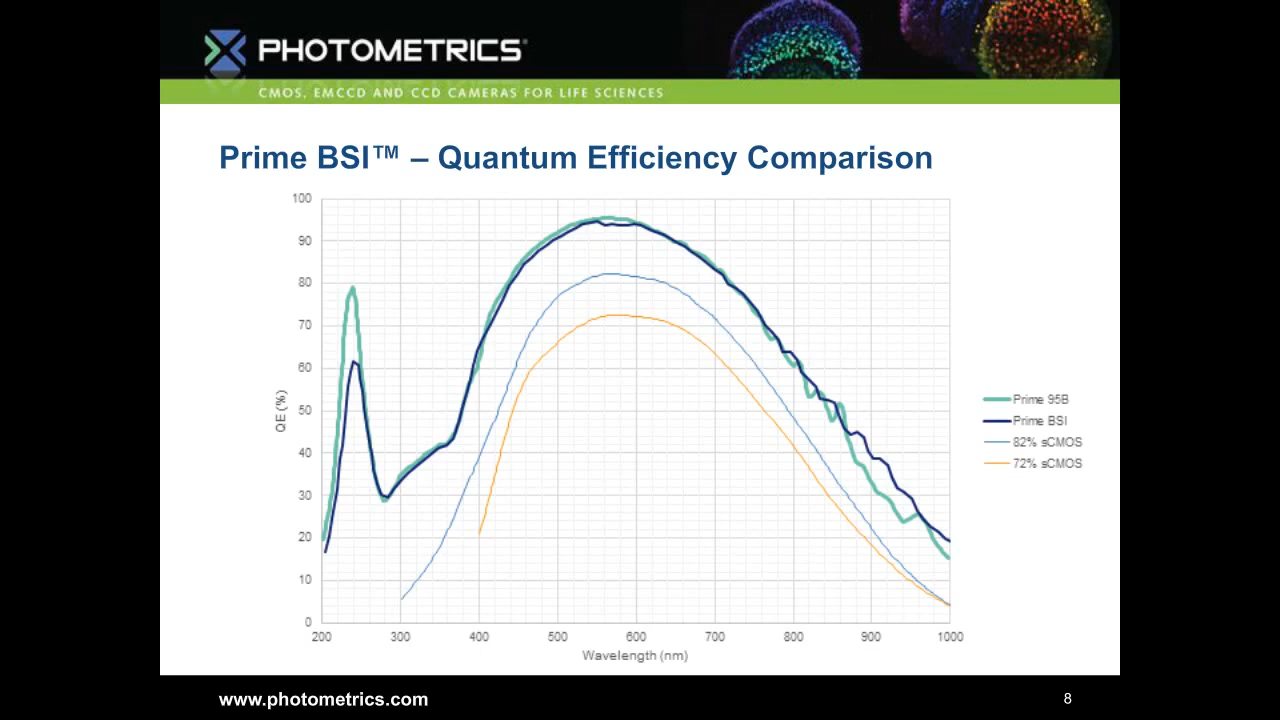 PHOTOMETRICS®
CMOS, EMCCD AND CCD CAMERAS FOR LIFE SCIENCES
Prime BSI™ – Quantum Efficiency Comparison
100
90
80
70
60
50
40
30
20
10
0
QE (%)
200 300 400 500 600 700 800 900 1000
Wavelength (nm)
Prime 95B
Prime BSI
82% sCMOS
72% sCMOS
www.photometrics.com
8